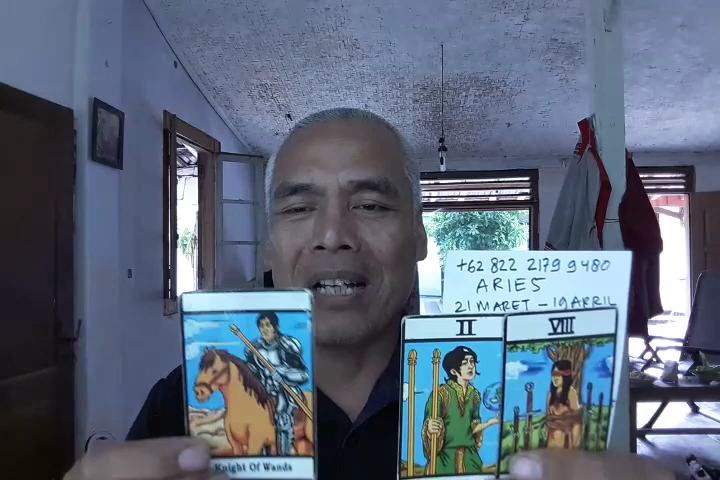 +62 822 2179 9480
ARIES
21 MARET - 19 APRIL
II
VIII
Knight Of Wands